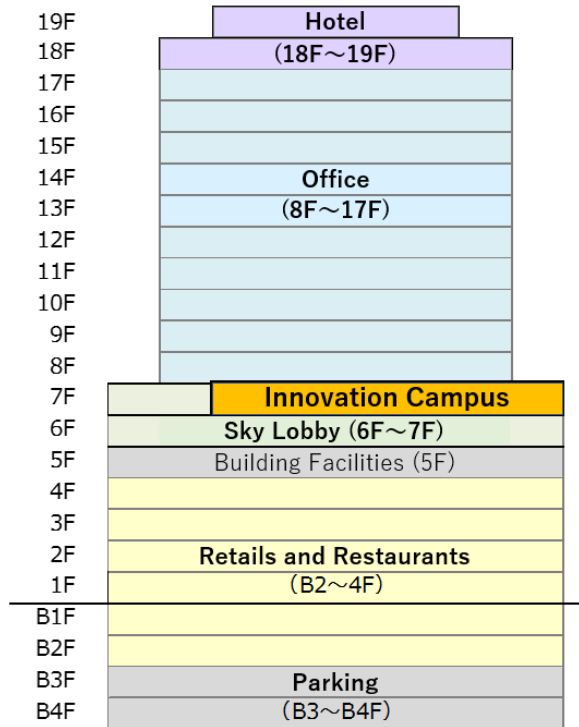 19F Hotel
18F (18F～19F)
17F
16F
15F
14F Office
13F (8F～17F)
12F
11F
10F
9F
8F
7F Innovation Campus
6F Sky Lobby (6F～7F)
5F Building Facilities (5F)
4F
3F
2F Retails and Restaurants
1F (B2～4F)
B1F
B2F
B3F Parking
B4F (B3～B4F)